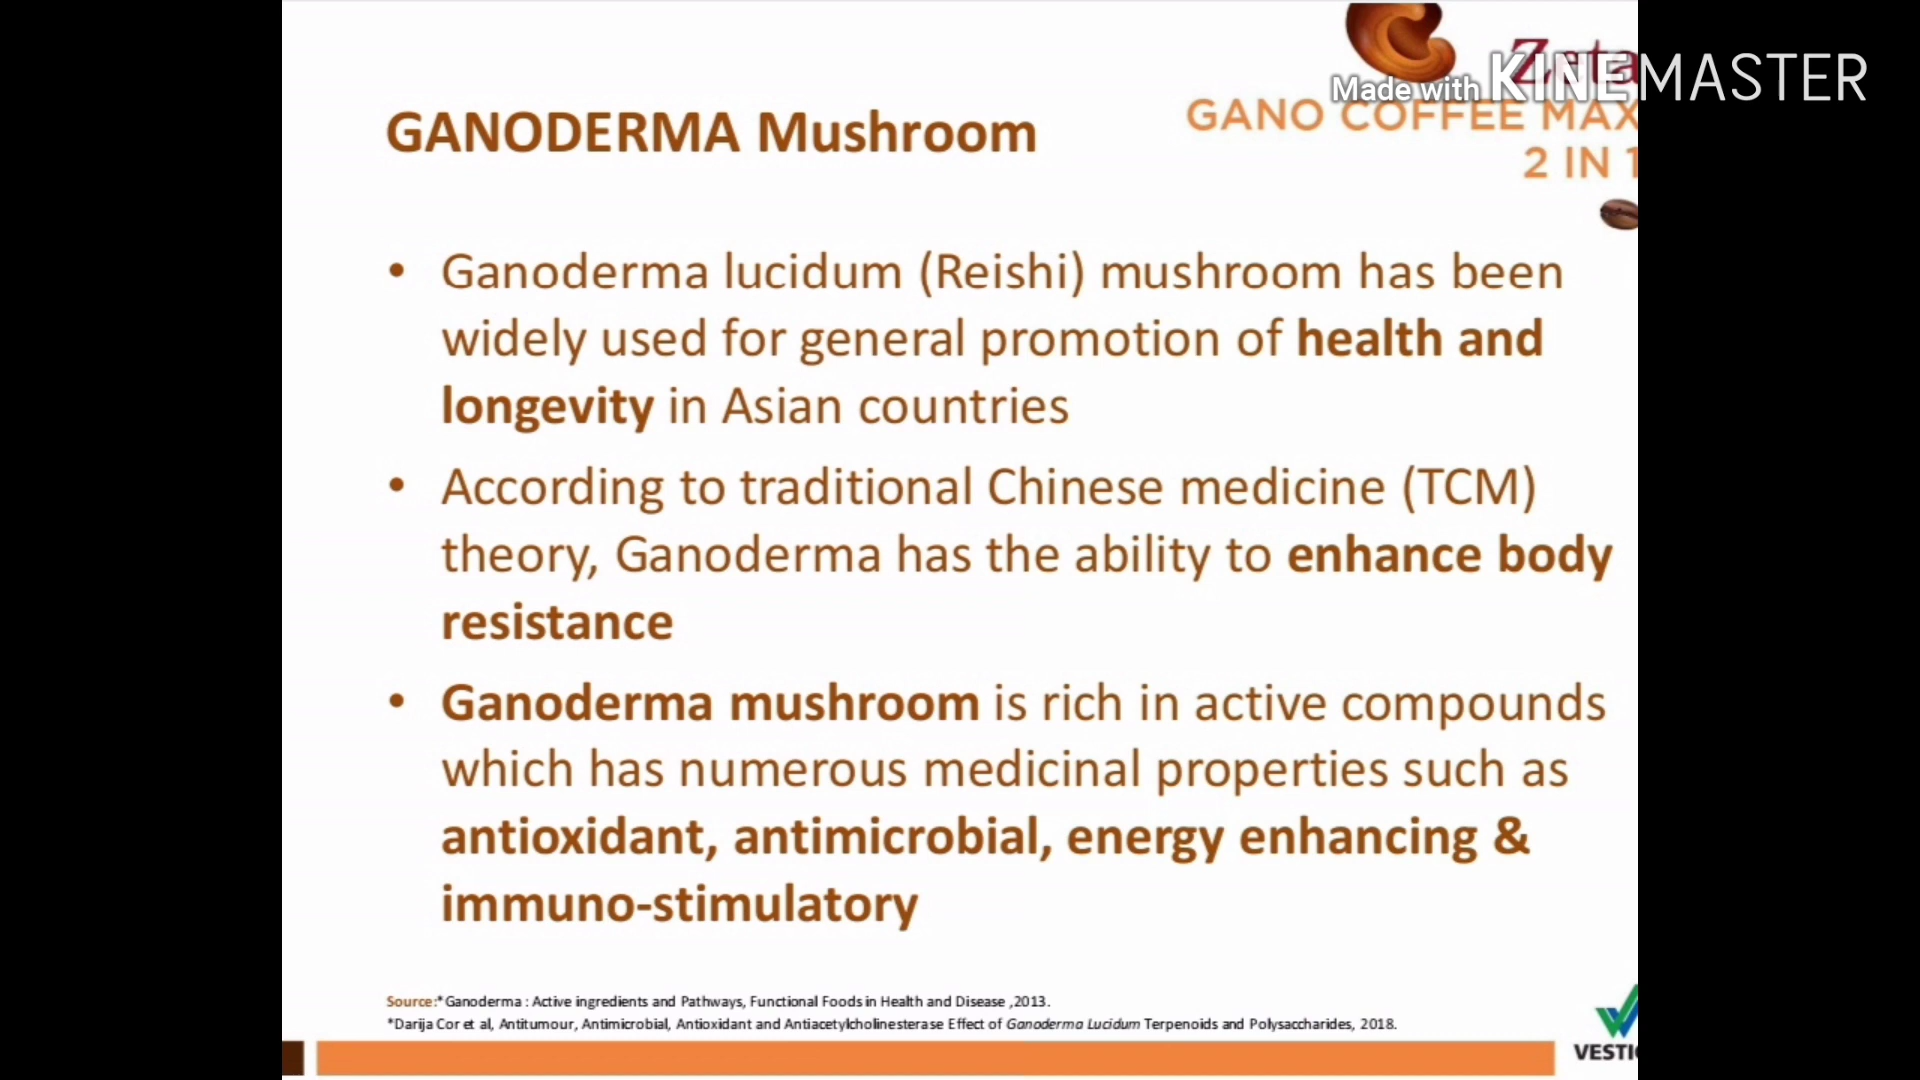 Zeta
Made with KINEMASTER
GANO COFFEE MAX
2 IN 1
GANODERMA Mushroom
• Ganoderma lucidum (Reishi) mushroom has been
widely used for general promotion of health and
longevity in Asian countries
• According to traditional Chinese medicine (TCM)
theory, Ganoderma has the ability to enhance body
resistance
• Ganoderma mushroom is rich in active compounds
which has numerous medicinal properties such as
antioxidant, antimicrobial, energy enhancing &
immuno-stimulatory
Source:*Ganoderma : Active ingredients and Pathways, Functional Foods in Health and Disease ,2013.
*Darija Cor et al, Antitumour, Antimicrobial, Antioxidant and Antiacetylcholinesterase Effect of Ganoderma Lucidum Terpenoids and Polysaccharides, 2018.